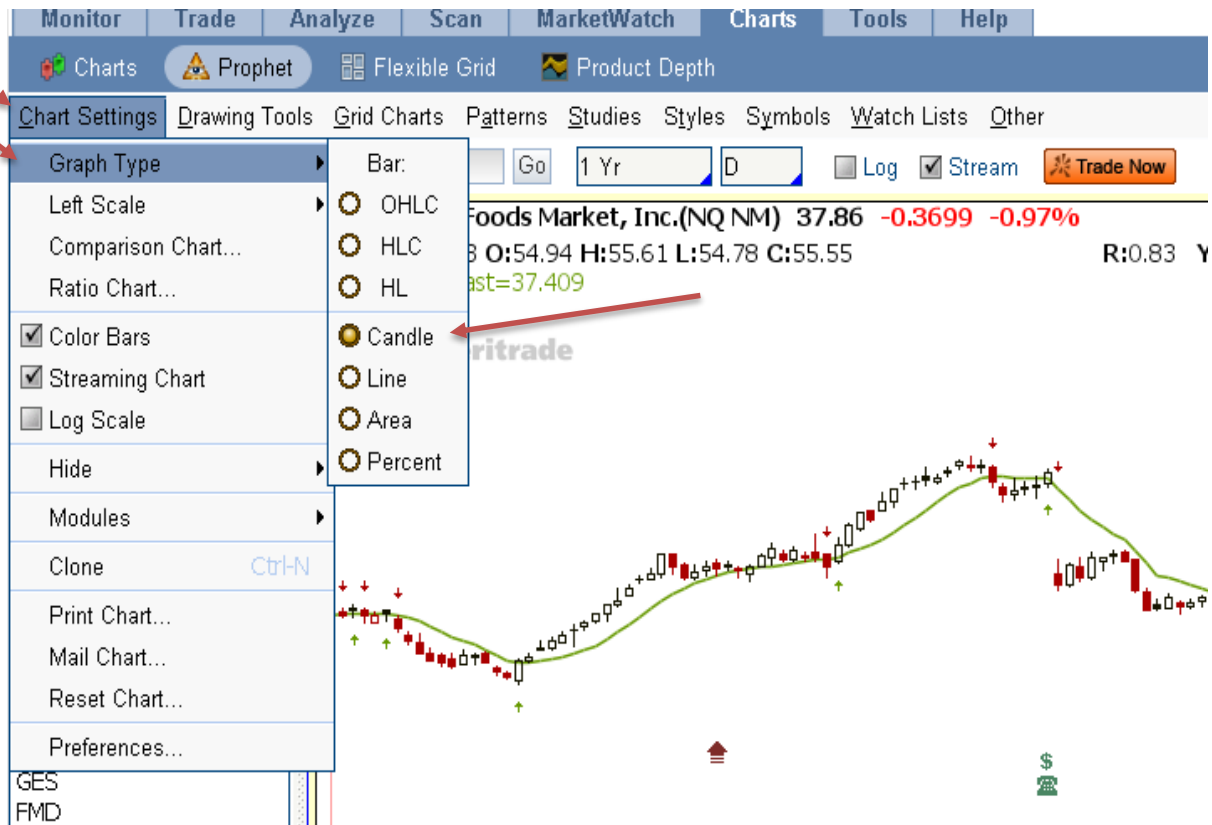 Monitor Trade Analyze Scan MarketWatch Charts Tools Help
Charts Prophet Flexible Grid Product Depth
Chart Settings Drawing Tools Grid Charts Patterns Studies Styles Symbols Watch Lists Other
Graph Type Bar: Go 1 Yr D Log Stream Trade Now
Left Scale OHLC Foods Market, Inc.(NQ NM) 37.86 -0.3699 -0.97%
Comparison Chart... HLC 3 O:54.94 H:55.61 L:54.78 C:55.55 R:0.83 Y
Ratio Chart... HL ast=37.409
Color Bars Candle ritrade
Streaming Chart Line
Log Scale Area
Hide Percent
Modules
Clone Ctrl-N
Print Chart...
Mail Chart...
Reset Chart...
Preferences...
$
GES
FMD